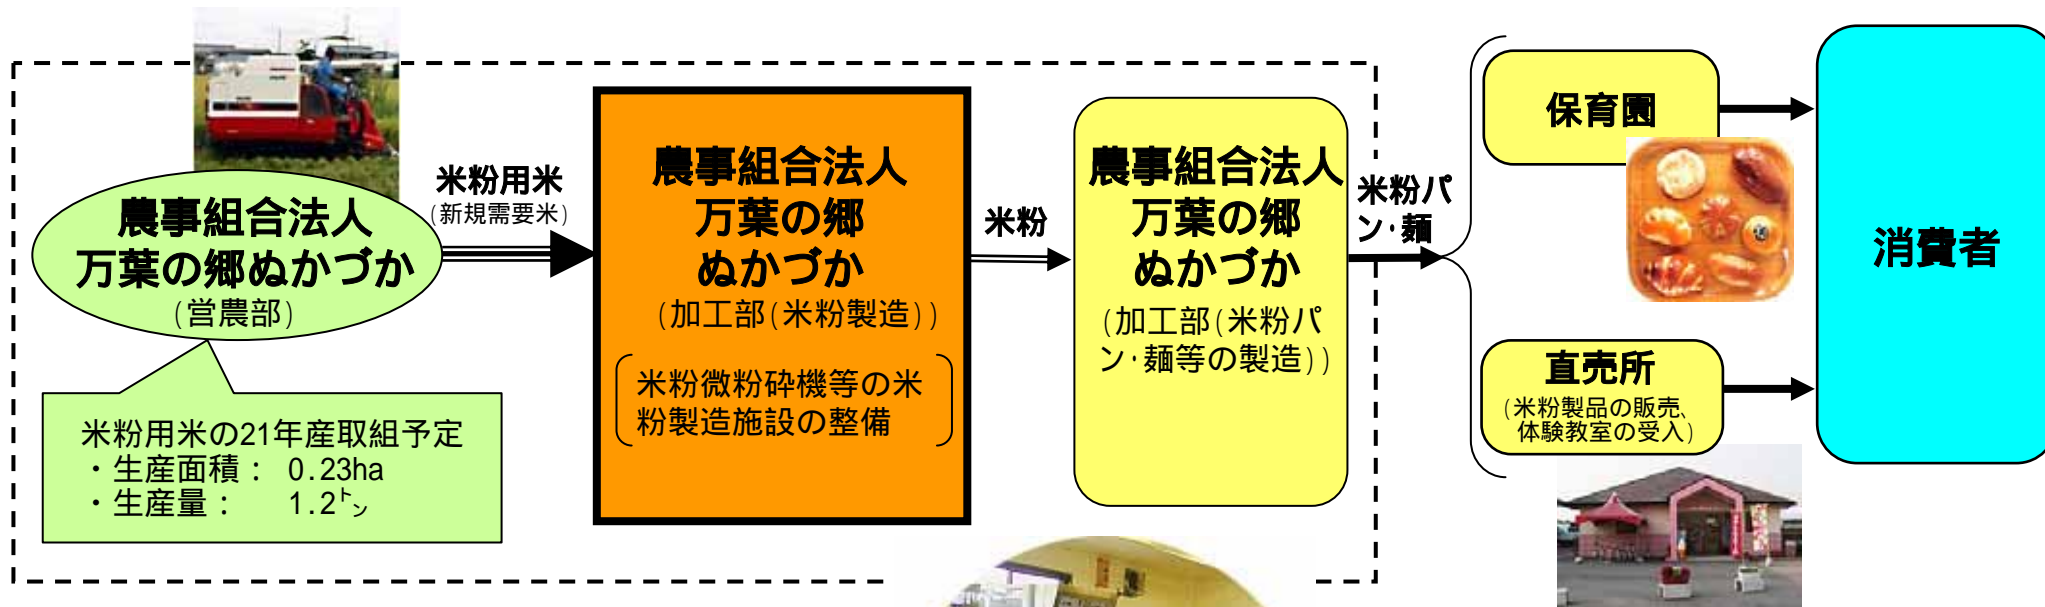 農事組合法人
万葉の郷ぬかづか
(営農部)
米粉用米の21年産取組予定
・生産面積： 0.23ha
・生産量： 1.2㌧
米粉用米
(新規需要米)
農事組合法人
万葉の郷
ぬかづか
(加工部(米粉製造))
米粉微粉砕機等の米
粉製造施設の整備
米粉
農事組合法人
万葉の郷
ぬかづか
(加工部(米粉パ
ン･麺等の製造))
米粉パ
ン･麺
保育園
直売所
(米粉製品の販売、
体験教室の受入)
消費者